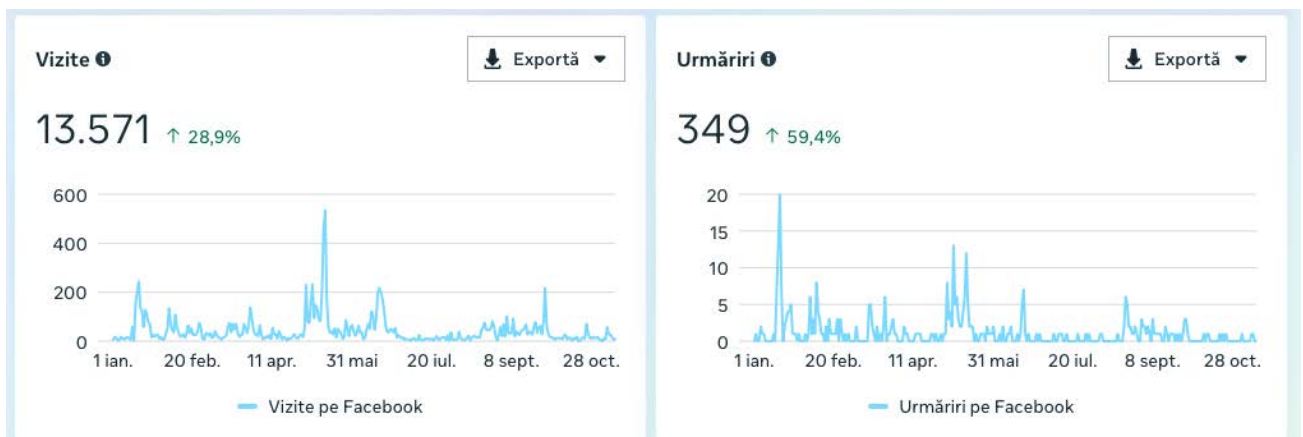 Vizite
Exportă
13.571 ↑ 28,9%
600
400
200
0
1 ian. 20 feb. 11 apr. 31 mai 20 iul. 8 sept. 28 oct.
Vizite pe Facebook
Urmăriri
Exportă
349 ↑ 59,4%
20
15
10
5
0
1 ian. 20 feb. 11 apr. 31 mai 20 iul. 8 sept. 28 oct.
Urmăriri pe Facebook